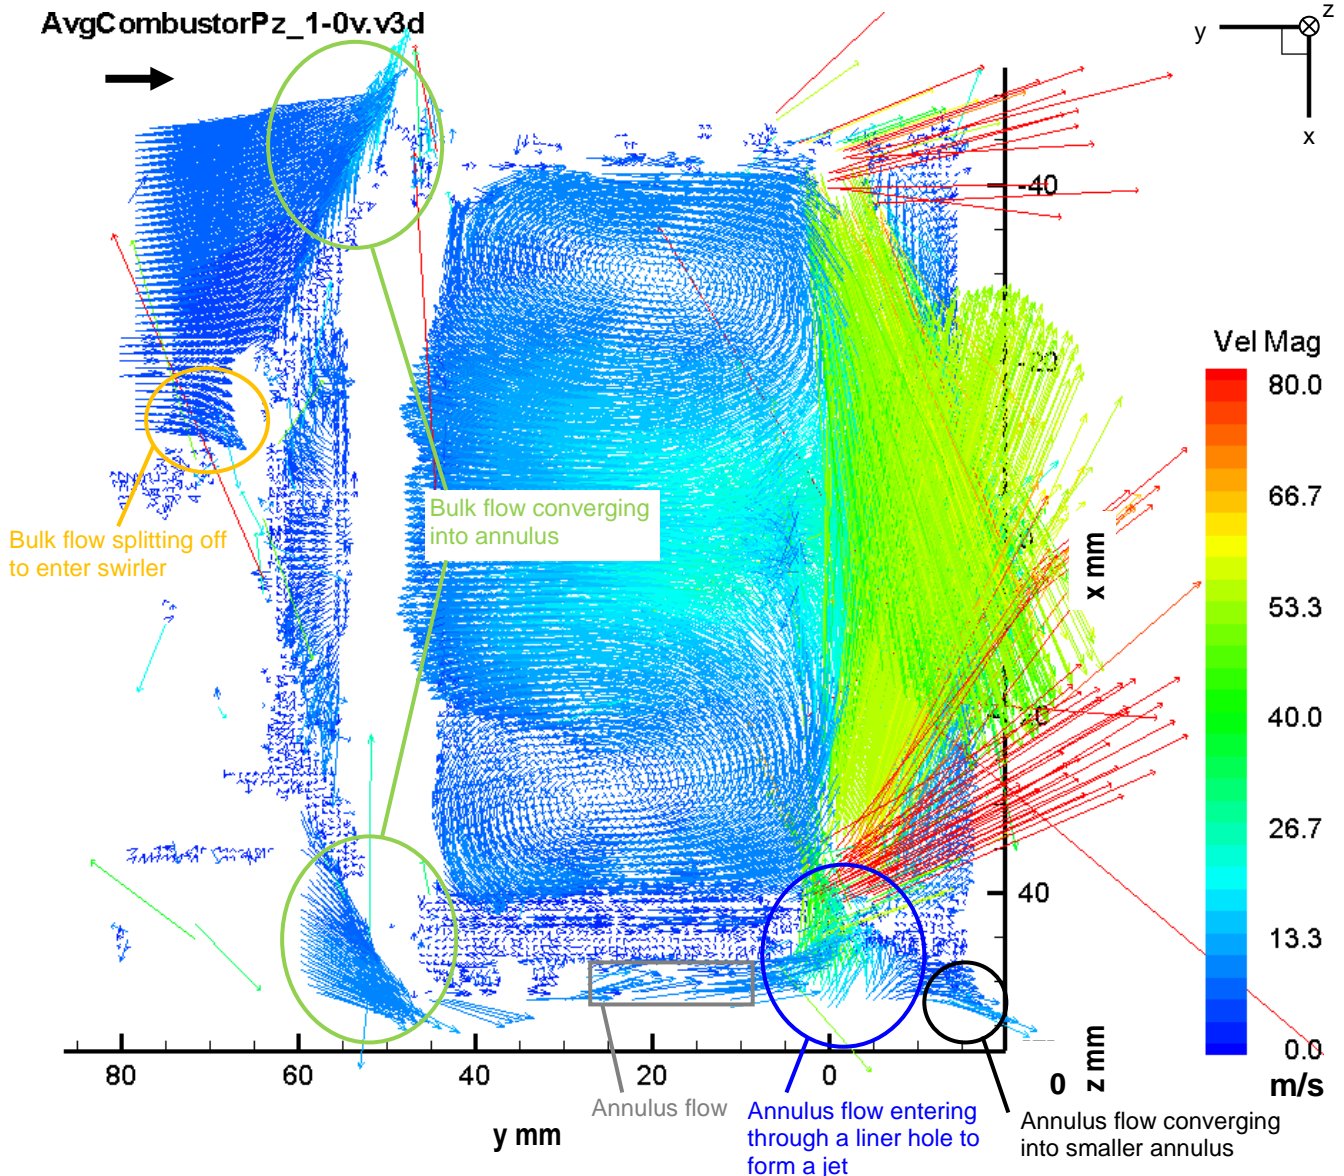 AvgCombustorPz_1-0v.v3d
z
y
x
-40
Vel Mag
80.0
66.7
53.3
40.0
26.7
13.3
0.0
m/s
Bulk flow converging
into annulus
Bulk flow splitting off
to enter swirler
x mm
40
80
60
40
20
0
0
z mm
y mm
Annulus flow
Annulus flow entering
through a liner hole to
form a jet
Annulus flow converging
into smaller annulus